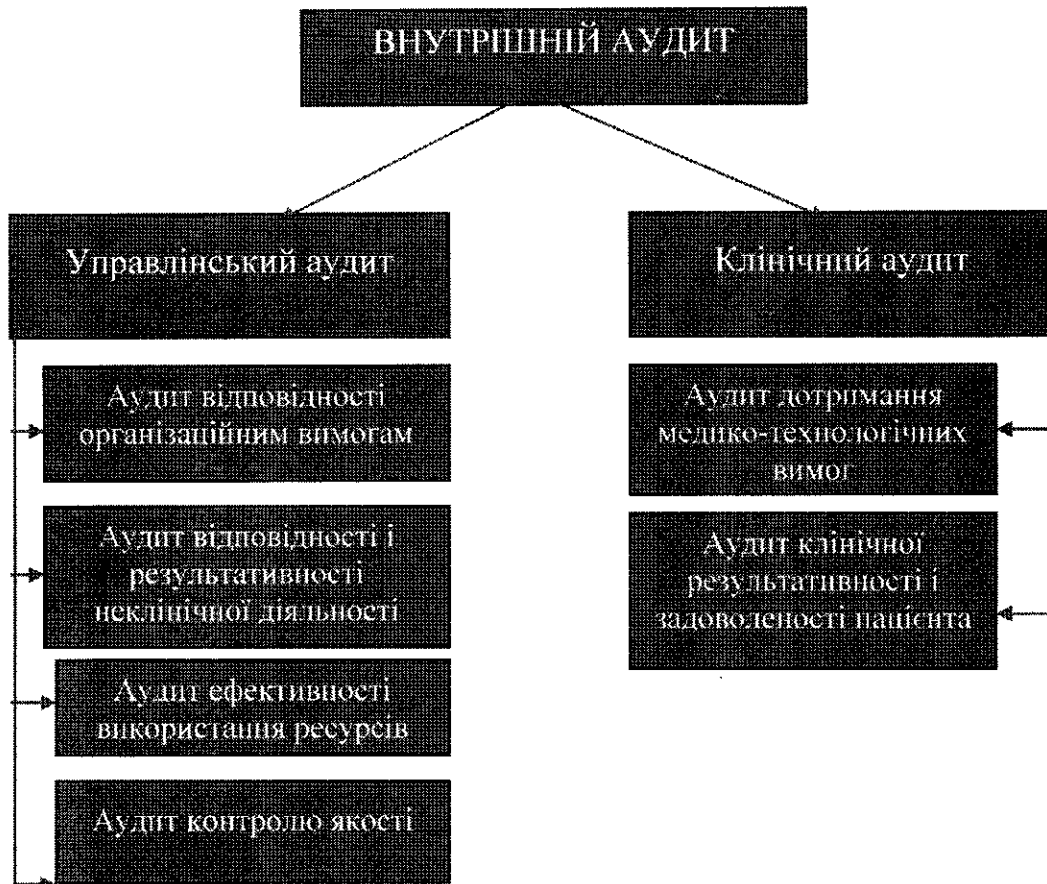 ВНУТРІШНІЙ АУДИТ
Управлінський аудит
Клінічний аудит
Аудит відповідності
організаційним вимогам
Аудит відповідності і
результативності
неклінічної діяльності
Аудит ефективності
використання ресурсів
Аудит контролю якості
Аудит дотримання
медико-технологічних
вимог
Аудит клінічної
результативності і
задоволеності пацієнта